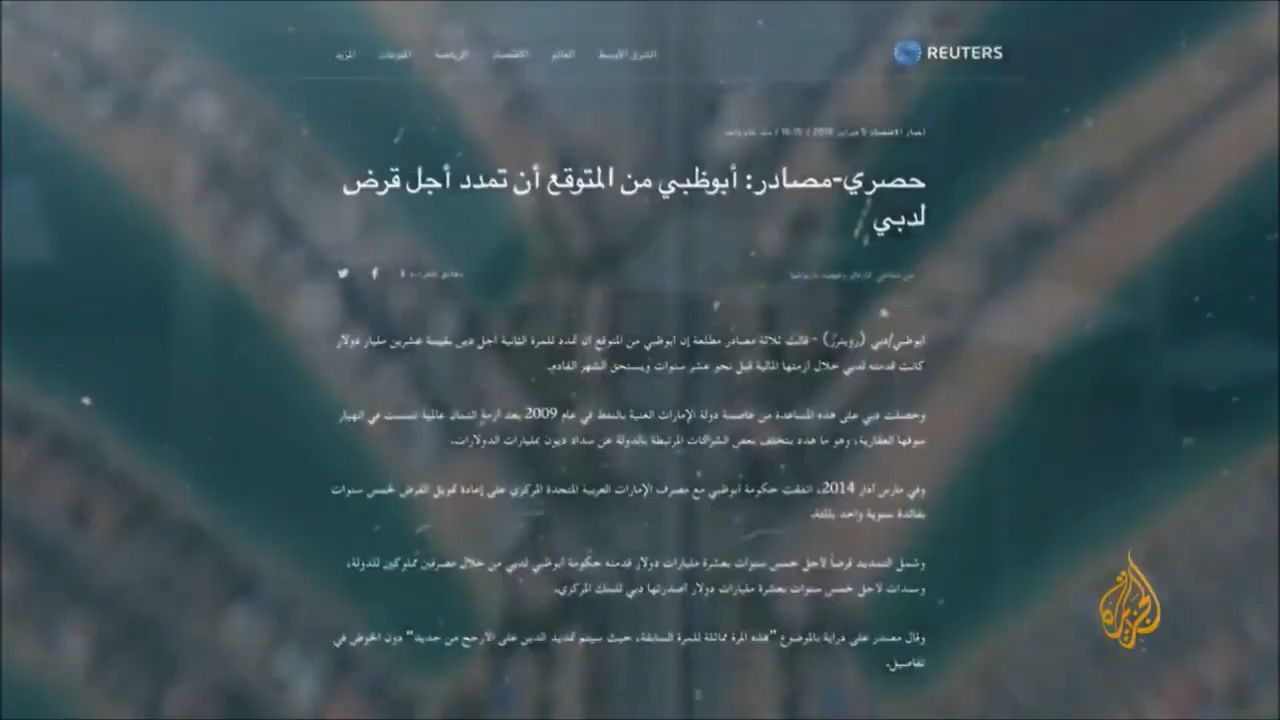 REUTERS
الشرق الأوسط العالم الاقتصاد الرياضة المنوعات المزيد
أخبار الاقتصاد
حصري-مصادر: أبوظبي من المتوقع أن تمدد أجل قرض
لدبي
أبوظبي/دبي (رويترز) - قالت ثلاثة مصادر مطلعة إن أبوظبي من المتوقع أن تمدد للمرة الثانية أجل دين بقيمة عشرين مليار دولار
كانت قدمته لدبي خلال أزمتها المالية قبل نحو عشر سنوات ويستحق الشهر القادم.
وحصلت دبي على هذه المساعدة من عاصمة دولة الإمارات الغنية بالنفط في عام 2009 بعد أزمة ائتمان عالمية تسببت في انهيار
سوقها العقارية، وهو ما هدد بتخلف بعض الشركات المرتبطة بالدولة عن سداد ديون بمليارات الدولارات.
وفي مارس آذار 2014، اتفقت حكومة أبوظبي مع مصرف الإمارات العربية المتحدة المركزي على إعادة تمويل القرض لخمس سنوات
بفائدة سنوية واحد بالمئة.
وشمل التمديد قرضاً لأجل خمس سنوات بعشرة مليارات دولار قدمته حكومة أبوظبي لدبي من خلال مصرفين مملوكين للدولة،
وسندات لأجل خمس سنوات بعشرة مليارات دولار أصدرتها دبي للبنك المركزي.
وقال مصدر على دراية بالموضوع "هذه المرة مماثلة للمرة السابقة، حيث سيتم تمديد الدين على الأرجح من جديد" دون الخوض في
تفاصيل.
الجزيرة